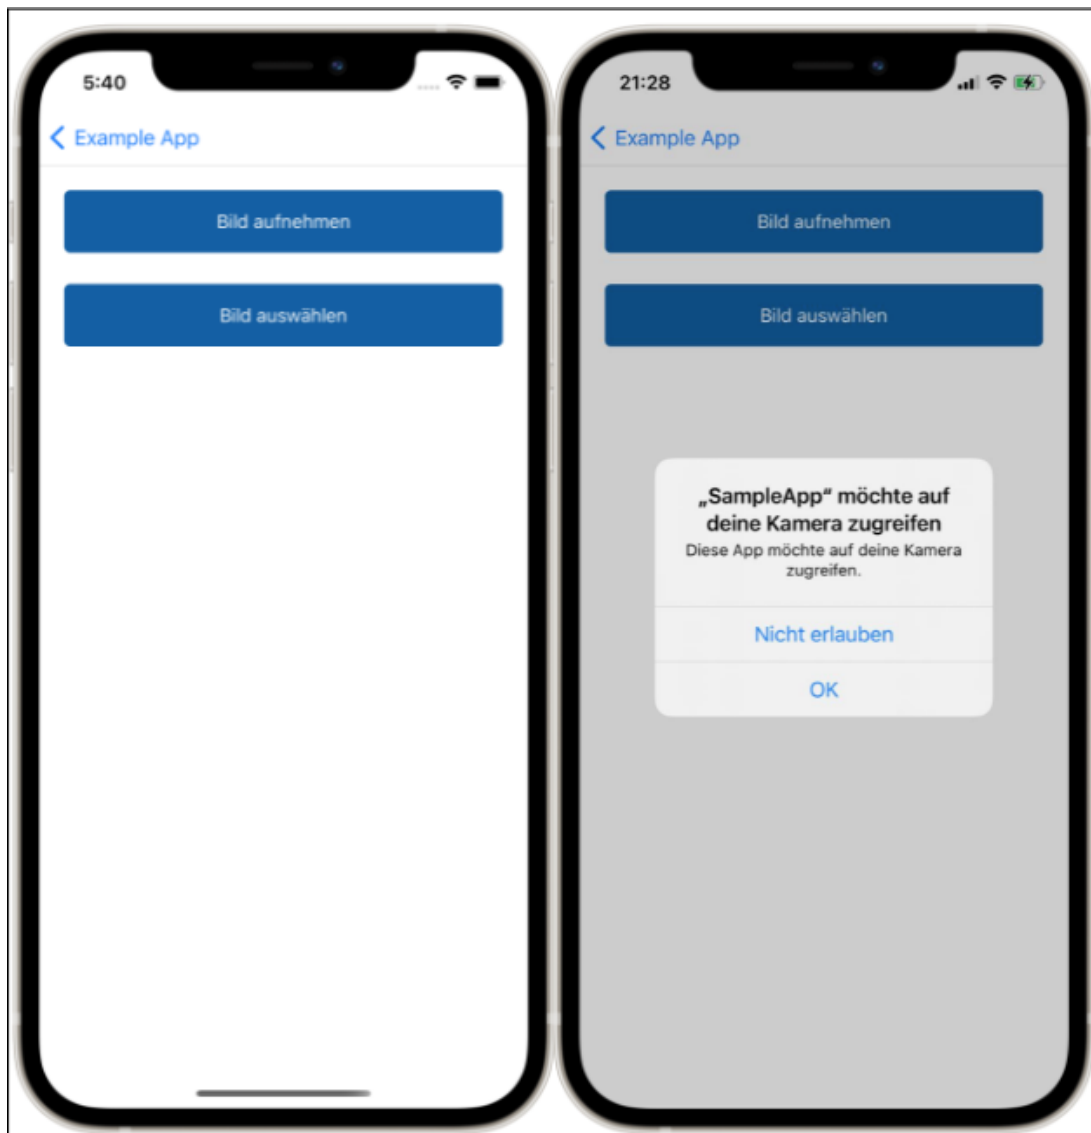 5:40
Example App
Bild aufnehmen
Bild auswählen
21:28
Example App
Bild aufnehmen
Bild auswählen
„SampleApp“ möchte auf
deine Kamera zugreifen
Diese App möchte auf deine Kamera
zugreifen.
Nicht erlauben
OK